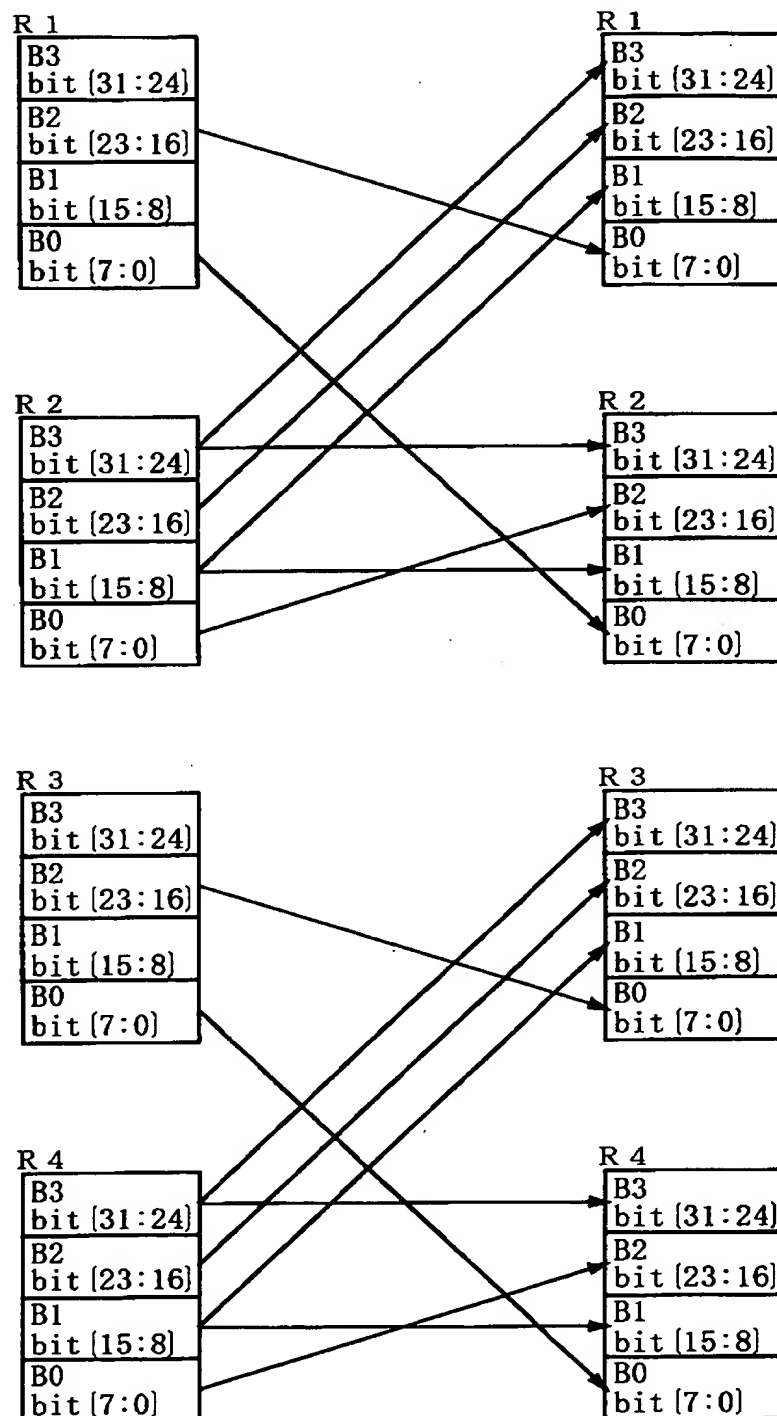 R 1
B3
bit [31:24]
B2
bit [23:16]
B1
bit [15:8]
B0
bit [7:0]
R 1
B3
bit [31:24]
B2
bit [23:16]
B1
bit [15:8]
B0
bit [7:0]
R 2
B3
bit [31:24]
B2
bit [23:16]
B1
bit [15:8]
B0
bit [7:0]
R 2
B3
bit [31:24]
B2
bit [23:16]
B1
bit [15:8]
B0
bit [7:0]
R 3
B3
bit [31:24]
B2
bit [23:16]
B1
bit [15:8]
B0
bit [7:0]
R 3
B3
bit [31:24]
B2
bit [23:16]
B1
bit [15:8]
B0
bit [7:0]
R 4
B3
bit [31:24]
B2
bit [23:16]
B1
bit [15:8]
B0
bit [7:0]
R 4
B3
bit [31:24]
B2
bit [23:16]
B1
bit [15:8]
B0
bit [7:0]